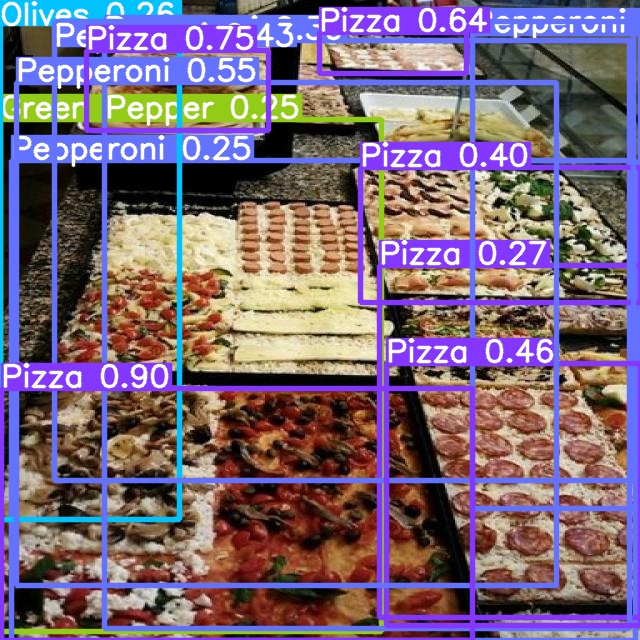 Olives 0.26
Pizza 0.64
Pepperoni
Pizza 0.75
Pepperoni 0.55
Green Pepper 0.25
Pepperoni 0.25
Pizza 0.40
Pizza 0.27
Pizza 0.46
Pizza 0.90